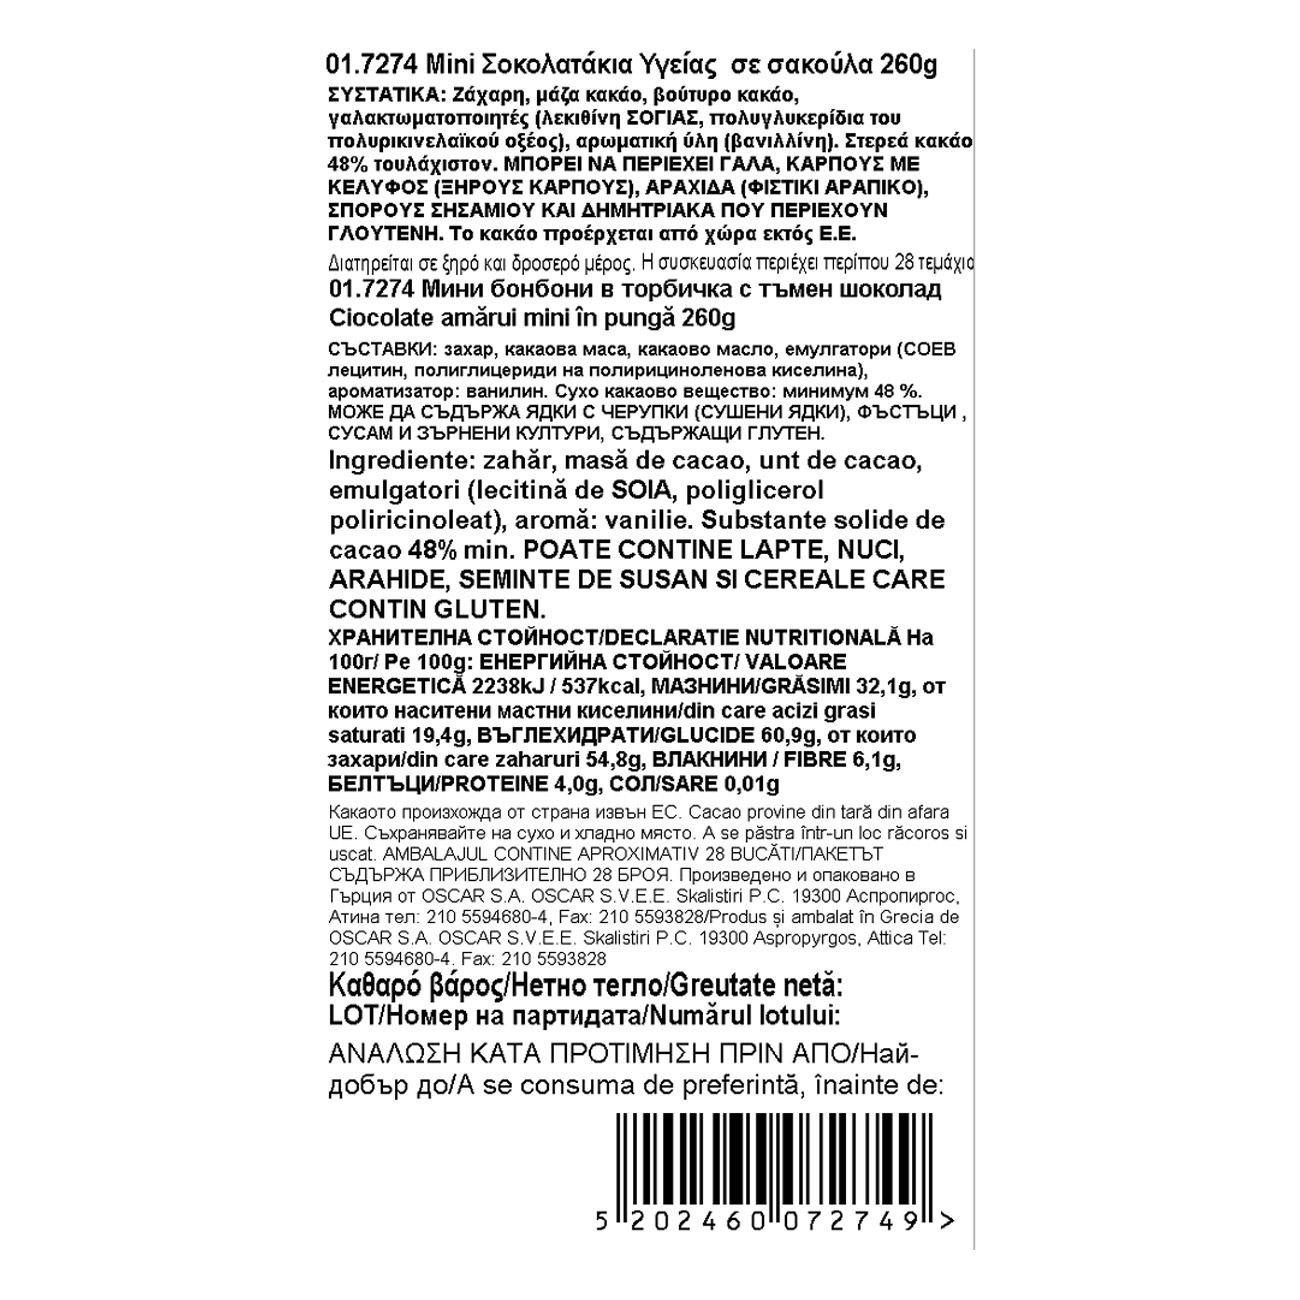 01.7274 Mini Σοκολατάκια Υγείας σε σακούλα 260g
ΣΥΣΤΑΤΙΚΑ: Ζάχαρη, μάζα κακάο, βούτυρο κακάο,
γαλακτωματοποιητές (λεκιθίνη ΣΟΓΙΑΣ, πολυγλυκερίδια του
πολυρικινελαϊκού οξέος), αρωματική ύλη (βανιλλίνη). Στερεά κακάο
48% τουλάχιστον. ΜΠΟΡΕΙ ΝΑ ΠΕΡΙΕΧΕΙ ΓΑΛΑ, ΚΑΡΠΟΥΣ ΜΕ
ΚΕΛΥΦΟΣ (ΞΗΡΟΥΣ ΚΑΡΠΟΥΣ), ΑΡΑΧΙΔΑ (ΦΙΣΤΙΚΙ ΑΡΑΠΙΚΟ),
ΣΠΟΡΟΥΣ ΣΗΣΑΜΙΟΥ ΚΑΙ ΔΗΜΗΤΡΙΑΚΑ ΠΟΥ ΠΕΡΙΕΧΟΥΝ
ΓΛΟΥΤΕΝΗ. Το κακάο προέρχεται από χώρα εκτός Ε.Ε.
Διατηρείται σε ξηρό και δροσερό μέρος. Η συσκευασία περιέχει περίπου 28 τεμάχια
01.7274 Мини бонбони в торбичка с тъмен шоколад
Ciocolate amărui mini în pungă 260g
СЪСТАВКИ: захар, какаова маса, какаово масло, емулгатори (СОЕВ
лецитин, полиглицериди на полирициноленова киселина),
ароматизатор: ванилин. Сухо какаово вещество: минимум 48 %.
МОЖЕ ДА СЪДЪРЖА ЯДКИ С ЧЕРУПКИ (СУШЕНИ ЯДКИ), ФЪСТЪЦИ ,
СУСАМ И ЗЪРНЕНИ КУЛТУРИ, СЪДЪРЖАЩИ ГЛУТЕН.
Ingrediente: zahăr, masă de cacao, unt de cacao,
emulgatori (lecitină de SOIA, poliglicerol
poliricinoleat), aromă: vanilie. Substante solide de
cacao 48% min. POATE CONTINE LAPTE, NUCI,
ARAHIDE, SEMINTE DE SUSAN SI CEREALE CARE
CONTIN GLUTEN.
ХРАНИТЕЛНА СТОЙНОСТ/DECLARATIE NUTRITIONALĂ На
100г/ Pe 100g: ЕНЕРГИЙНА СТОЙНОСТ/ VALOARE
ENERGETICĂ 2238kJ / 537kcal, МАЗНИНИ/GRĂSIMI 32,1g, от
които наситени мастни киселини/din care acizi grasi
saturati 19,4g, ВЪГЛЕХИДРАТИ/GLUCIDE 60,9g, от които
захари/din care zaharuri 54,8g, ВЛАКНИНИ / FIBRE 6,1g,
БЕЛТЪЦИ/PROTEINE 4,0g, СОЛ/SARE 0,01g
Какаото произхожда от страна извън ЕС. Cacao provine din tară din afara
UE. Съхранявайте на сухо и хладно място. A se păstra într-un loc răcoros si
uscat. AMBALAJUL CONTINE APROXIMATIV 28 BUCĂTI/ПАКЕТЪТ
СЪДЪРЖА ПРИБЛИЗИТЕЛНО 28 БРОЯ. Произведено и опаковано в
Гърция от OSCAR S.A. OSCAR S.V.E.E. Skalistiri P.C. 19300 Аспропиргос,
Атина тел: 210 5594680-4, Fax: 210 5593828/Produs și ambalat în Grecia de
OSCAR S.A. OSCAR S.V.E.E. Skalistiri P.C. 19300 Aspropyrgos, Attica Tel:
210 5594680-4. Fax: 210 5593828
Καθαρό βάρος/Нетно тегло/Greutate netă:
LOT/Номер на партидата/Numărul lotului:
ΑΝΑΛΩΣΗ ΚΑΤΑ ΠΡΟΤΙΜΗΣΗ ΠΡΙΝ ΑΠΟ/Най-
добър до/A se consuma de preferintă, înainte de:
5 202460 072749 >